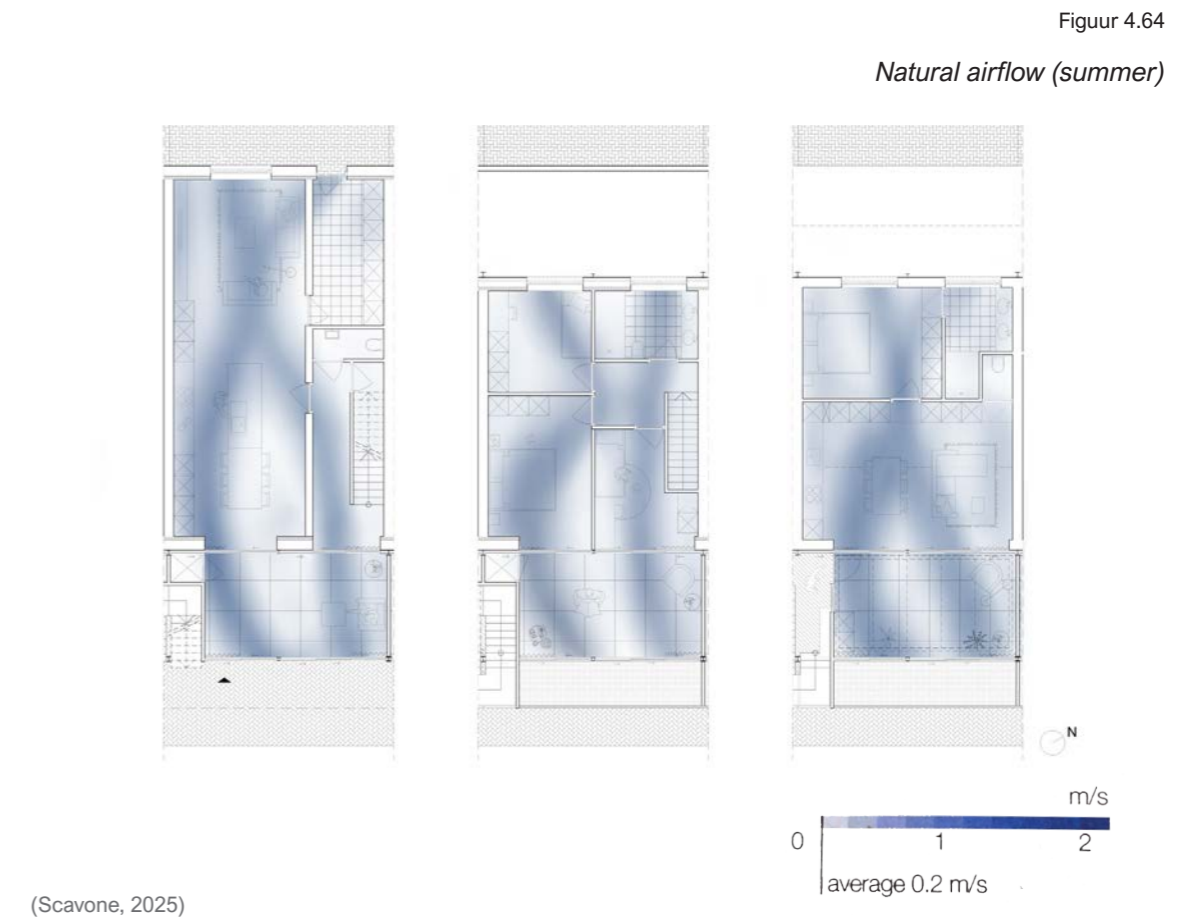 Figuur 4.64
Natural airflow (summer)
N
m/s
0 1 2
average 0.2 m/s
(Scavone, 2025)